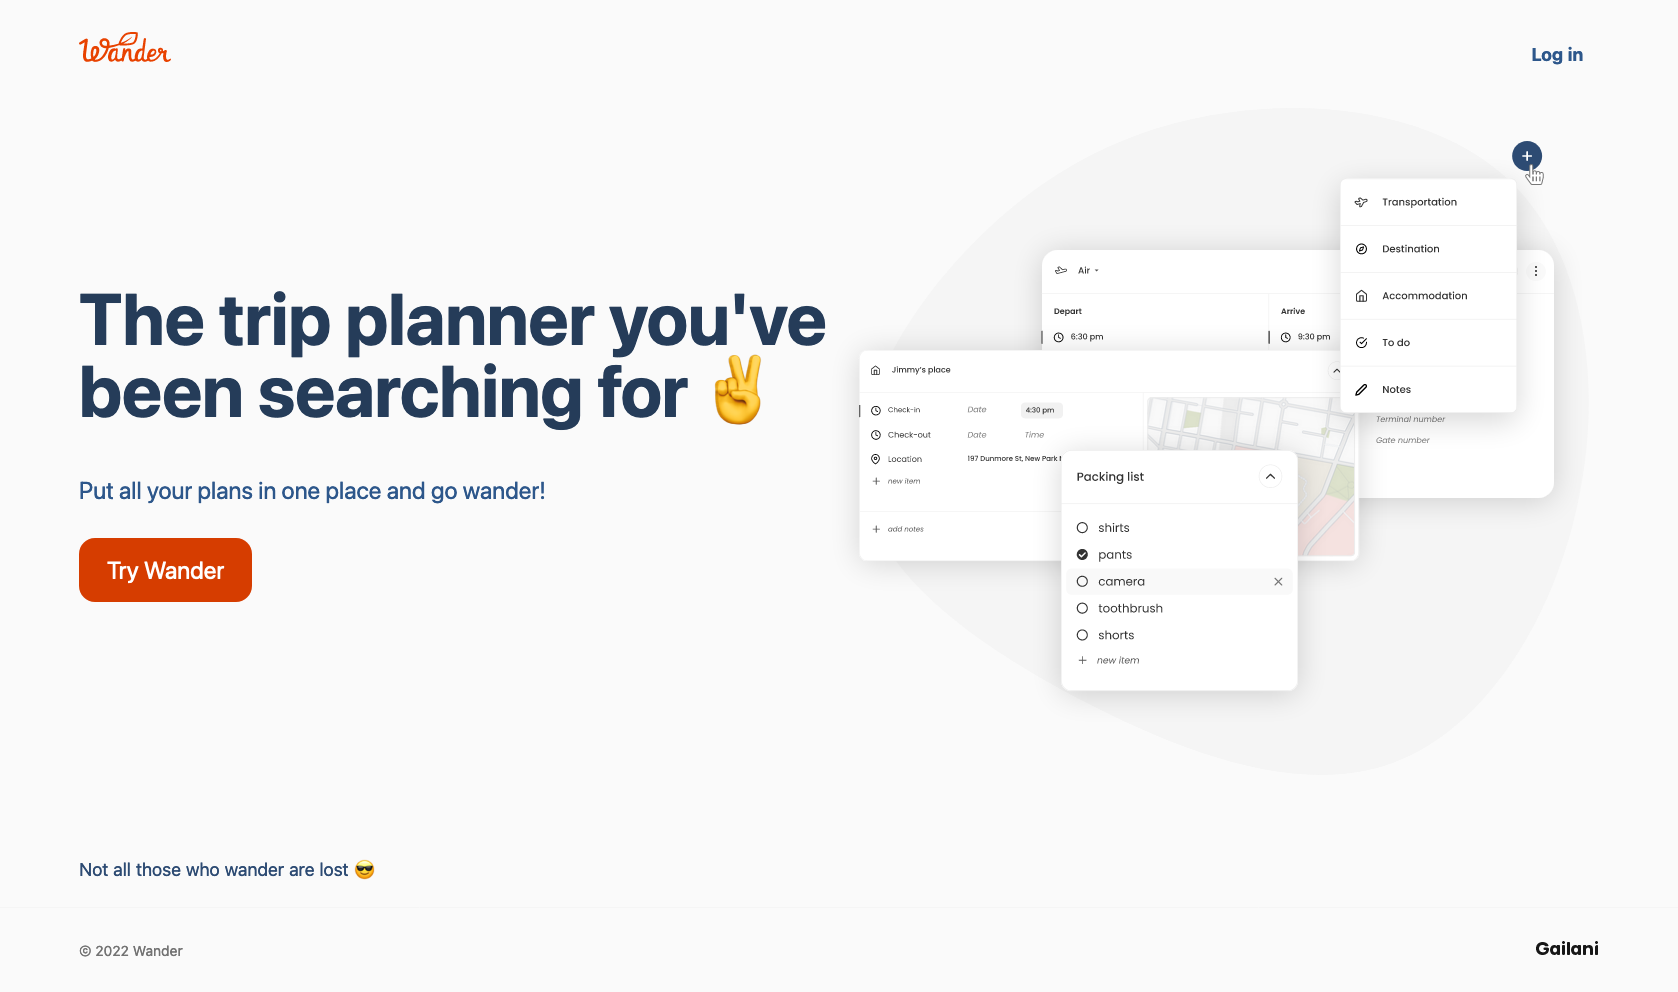 Wander
Log in
The trip planner you've
been searching for ✌️
Put all your plans in one place and go wander!
Try Wander
Transportation
Destination
Accommodation
To do
Notes
Air
Depart
Arrive
6:30 pm
9:30 pm
Terminal number
Gate number
Jimmy's place
Check-in Date 4:30 pm
Check-out Date Time
Location 197 Dunmore St, New Park
new item
add notes
Packing list
shirts
pants
camera
toothbrush
shorts
new item
Not all those who wander are lost 😎
© 2022 Wander
Gailani